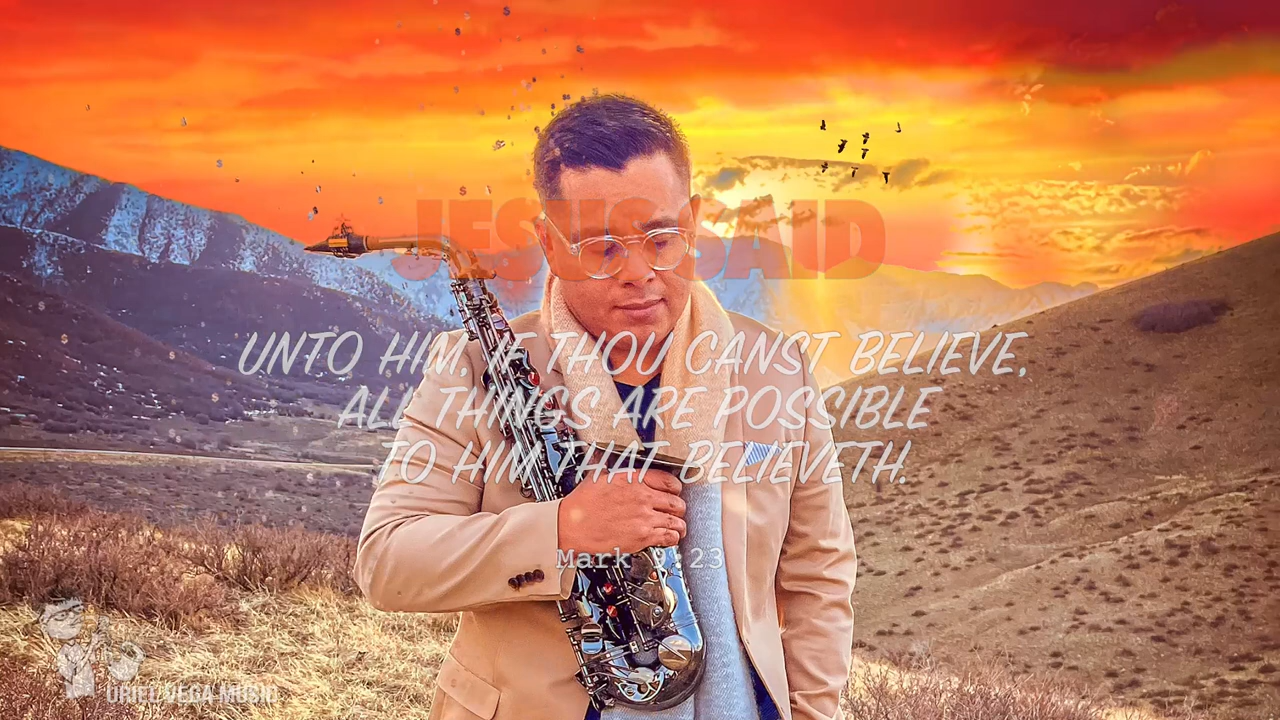 JESUS SAID
UNTO HIM, IF THOU CANST BELIEVE,
ALL THINGS ARE POSSIBLE
TO HIM THAT BELIEVETH.
Mark 9:23
URIEL VEGA MUSIC